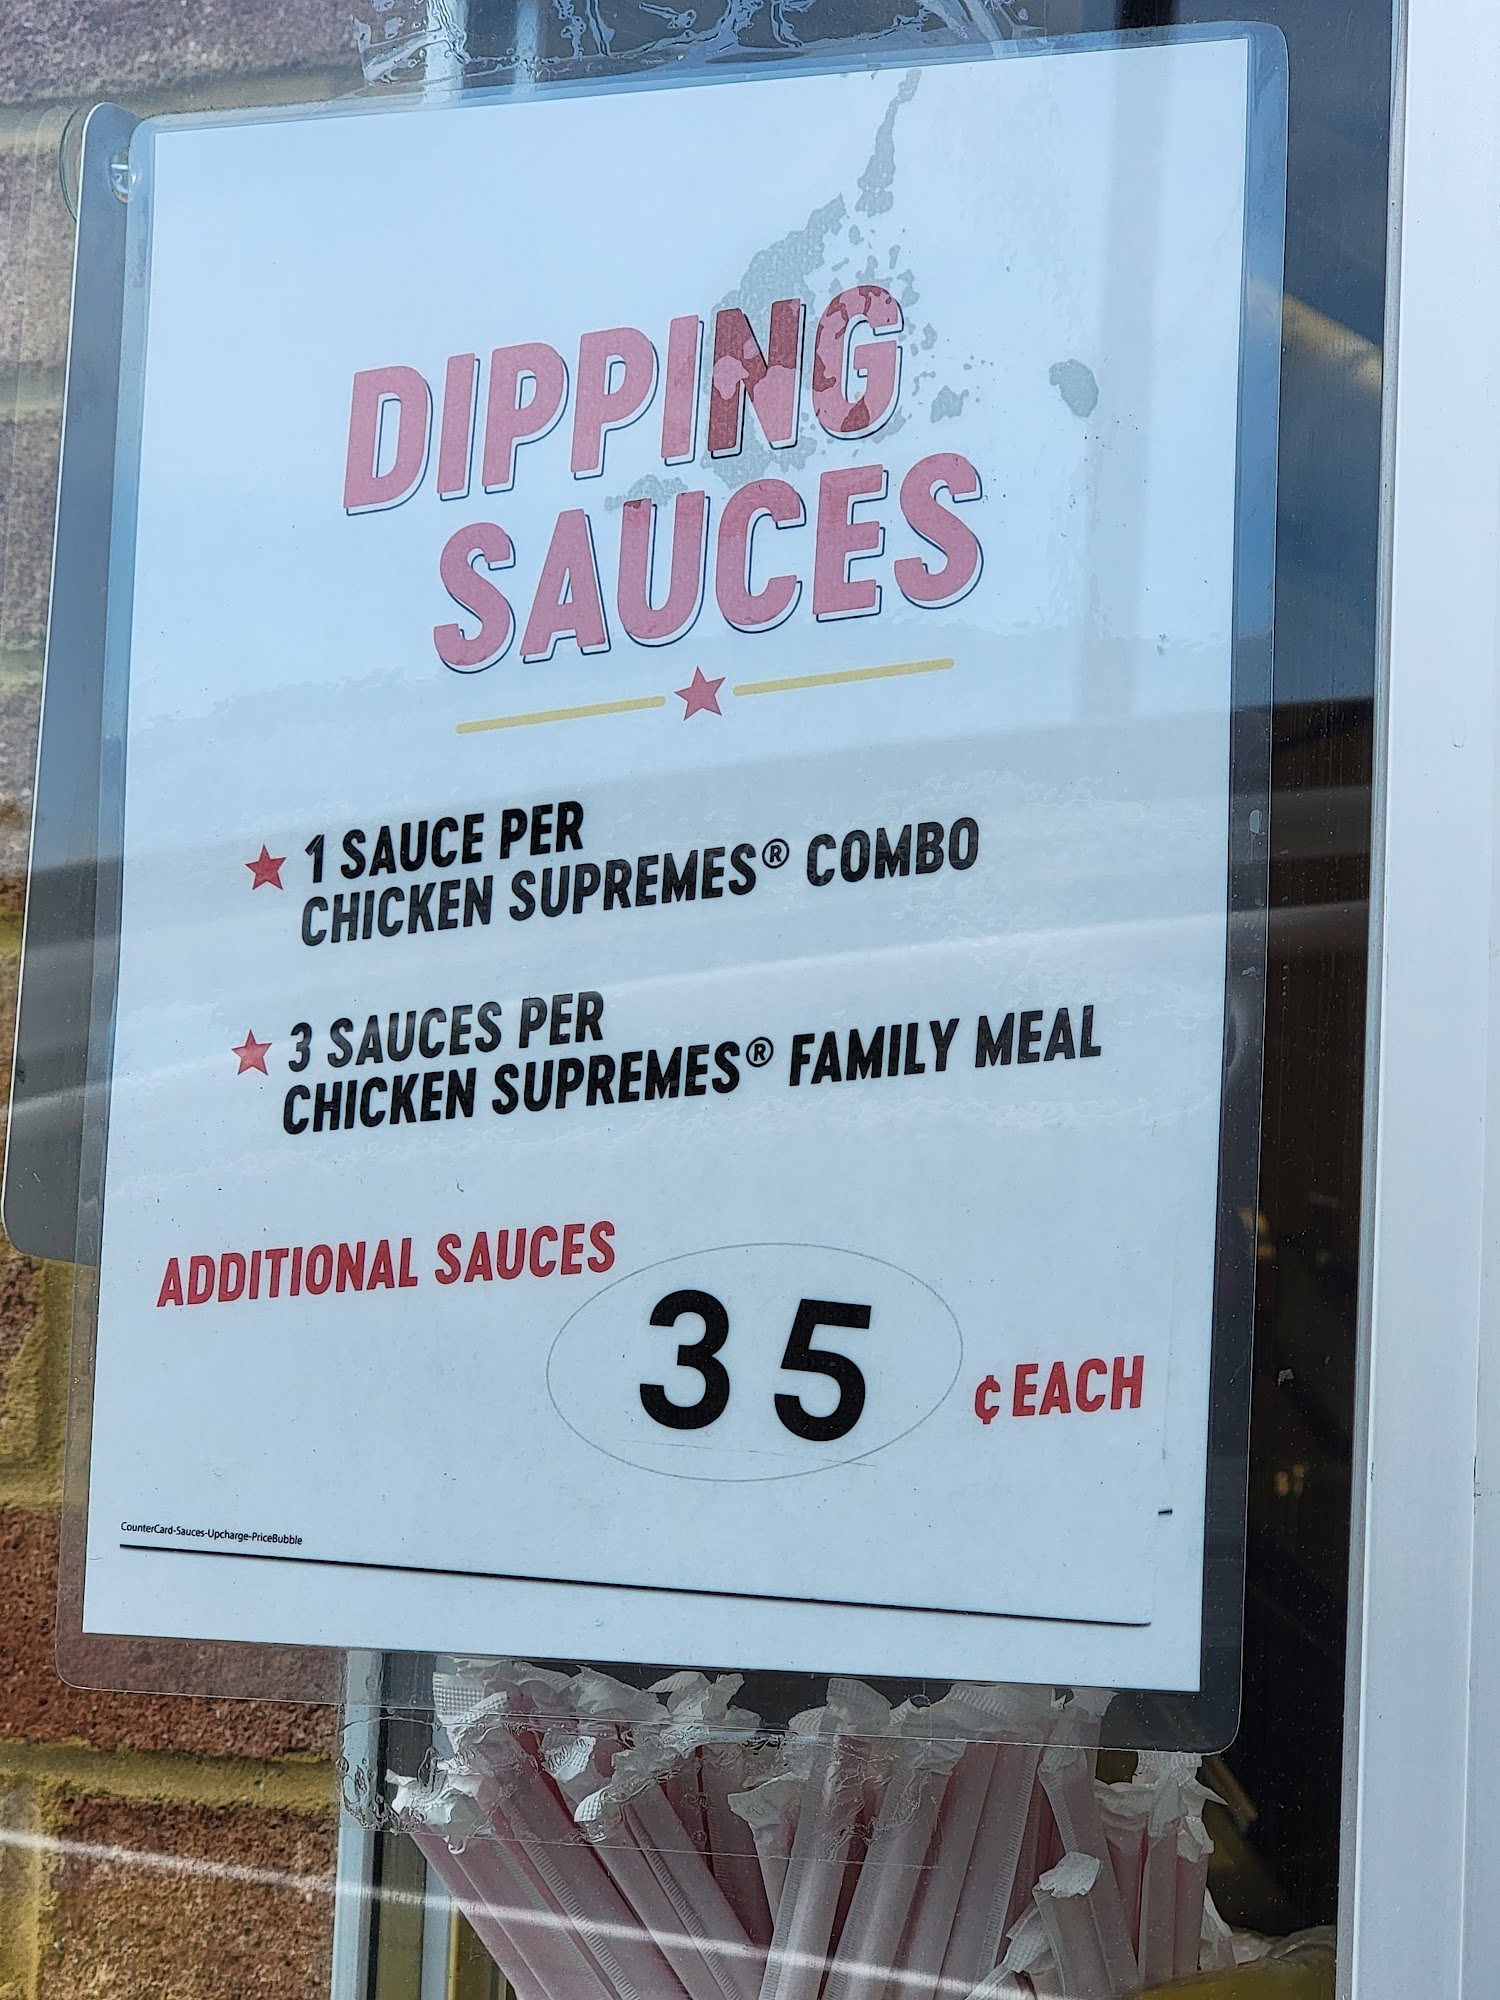 DIPPING
SAUCES
1 SAUCE PER
CHICKEN SUPREMES® COMBO
3 SAUCES PER
CHICKEN SUPREMES® FAMILY MEAL
ADDITIONAL SAUCES
35
¢ EACH
CounterCard-Sauces-Upcharge-PriceBubble